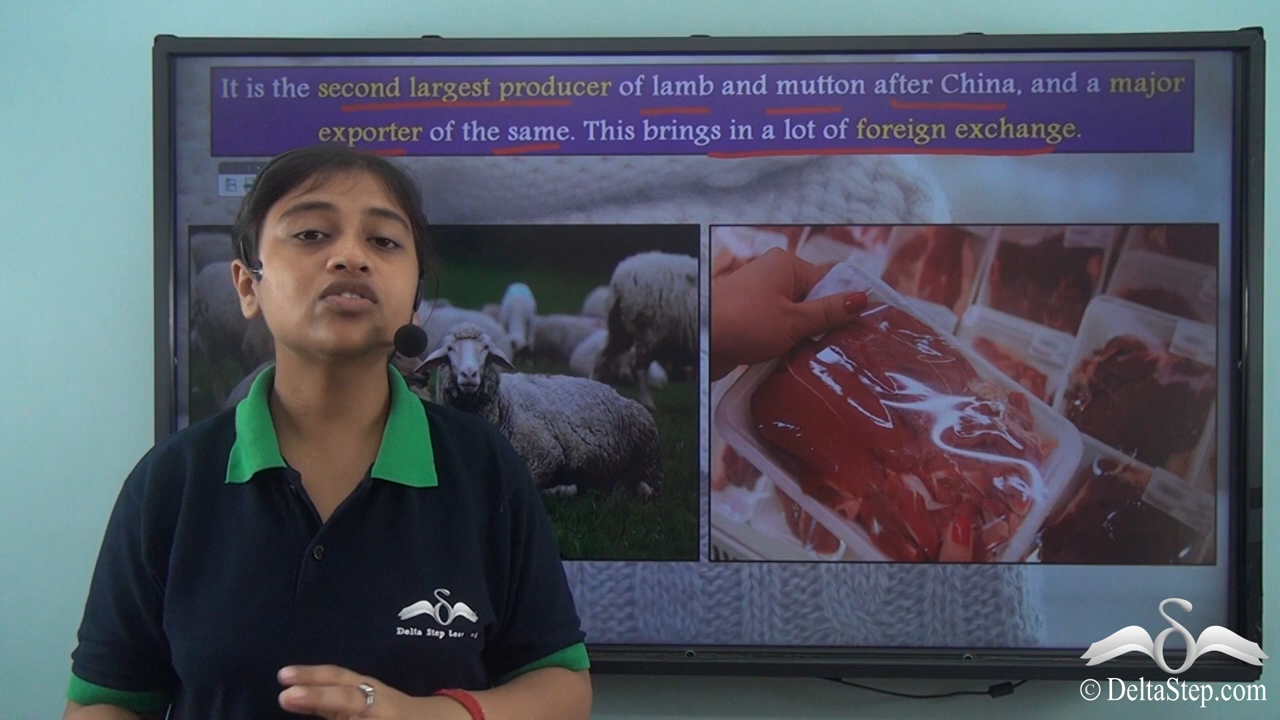 It is the second largest producer of lamb and mutton after China, and a major
exporter of the same. This brings in a lot of foreign exchange.
Delta Step
© DeltaStep.com